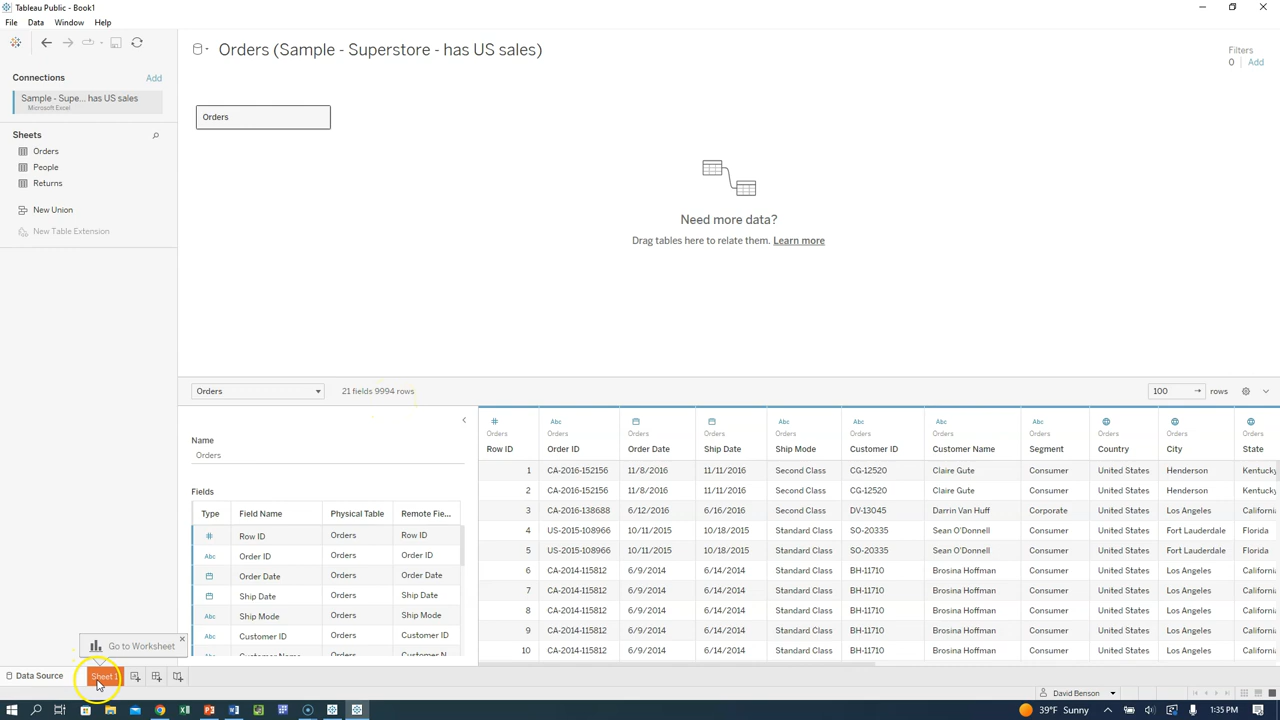 Tableau Public - Book1
File Data Window Help
Connections Add
Sample - Supe... has US sales
Microsoft Excel
Sheets
Orders
People
Returns
New Union
New Table Extension
Orders (Sample - Superstore - has US sales)
Filters
0 Add
Orders
Need more data?
Drag tables here to relate them. Learn more
Orders 21 fields 9994 rows 100 → rows
Name
Orders
Fields
Type Field Name Physical Table Remote Fie...
# Row ID Orders Row ID
Abc Order ID Orders Order ID
Order Date Orders Order Date
Ship Date Orders Ship Date
Abc Ship Mode Orders Ship Mode
Abc Customer ID Orders Customer ID
# Abc Abc Abc Abc Abc
Orders Orders Orders Orders Orders Orders Orders Orders Orders Orders Orders
Row ID Order ID Order Date Ship Date Ship Mode Customer ID Customer Name Segment Country City State
1 CA-2016-152156 11/8/2016 11/11/2016 Second Class CG-12520 Claire Gute Consumer United States Henderson Kentucky
2 CA-2016-152156 11/8/2016 11/11/2016 Second Class CG-12520 Claire Gute Consumer United States Henderson Kentucky
3 CA-2016-138688 6/12/2016 6/16/2016 Second Class DV-13045 Darrin Van Huff Corporate United States Los Angeles California
4 US-2015-108966 10/11/2015 10/18/2015 Standard Class SO-20335 Sean O'Donnell Consumer United States Fort Lauderdale Florida
5 US-2015-108966 10/11/2015 10/18/2015 Standard Class SO-20335 Sean O'Donnell Consumer United States Fort Lauderdale Florida
6 CA-2014-115812 6/9/2014 6/14/2014 Standard Class BH-11710 Brosina Hoffman Consumer United States Los Angeles California
7 CA-2014-115812 6/9/2014 6/14/2014 Standard Class BH-11710 Brosina Hoffman Consumer United States Los Angeles California
8 CA-2014-115812 6/9/2014 6/14/2014 Standard Class BH-11710 Brosina Hoffman Consumer United States Los Angeles California
9 CA-2014-115812 6/9/2014 6/14/2014 Standard Class BH-11710 Brosina Hoffman Consumer United States Los Angeles California
10 CA-2014-115812 6/9/2014 6/14/2014 Standard Class BH-11710 Brosina Hoffman Consumer United States Los Angeles California
Go to Worksheet
Data Source Sheet 1
David Benson
39°F Sunny 1:35 PM